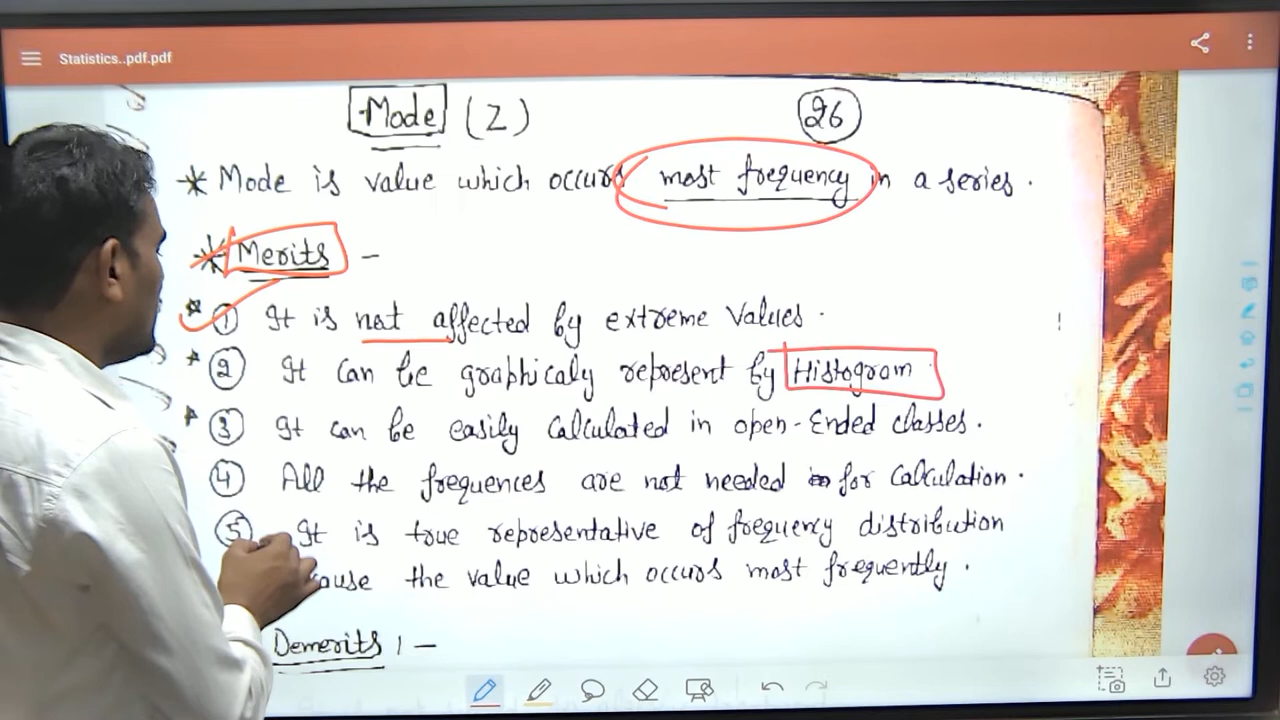 Statistics..pdf.pdf
Mode (Z)
26
* Mode is value which occurs most frequency in a series.
* Merits -
* 1 It is not affected by extreme Values.
* 2 It can be graphicaly represent by Histogram
* 3 It can be easily calculated in open-Ended classes.
4 All the frequences are not needed for calculation.
5 It is true representative of frequency distribution
ause the value which occurs most frequently.
Demerits : -